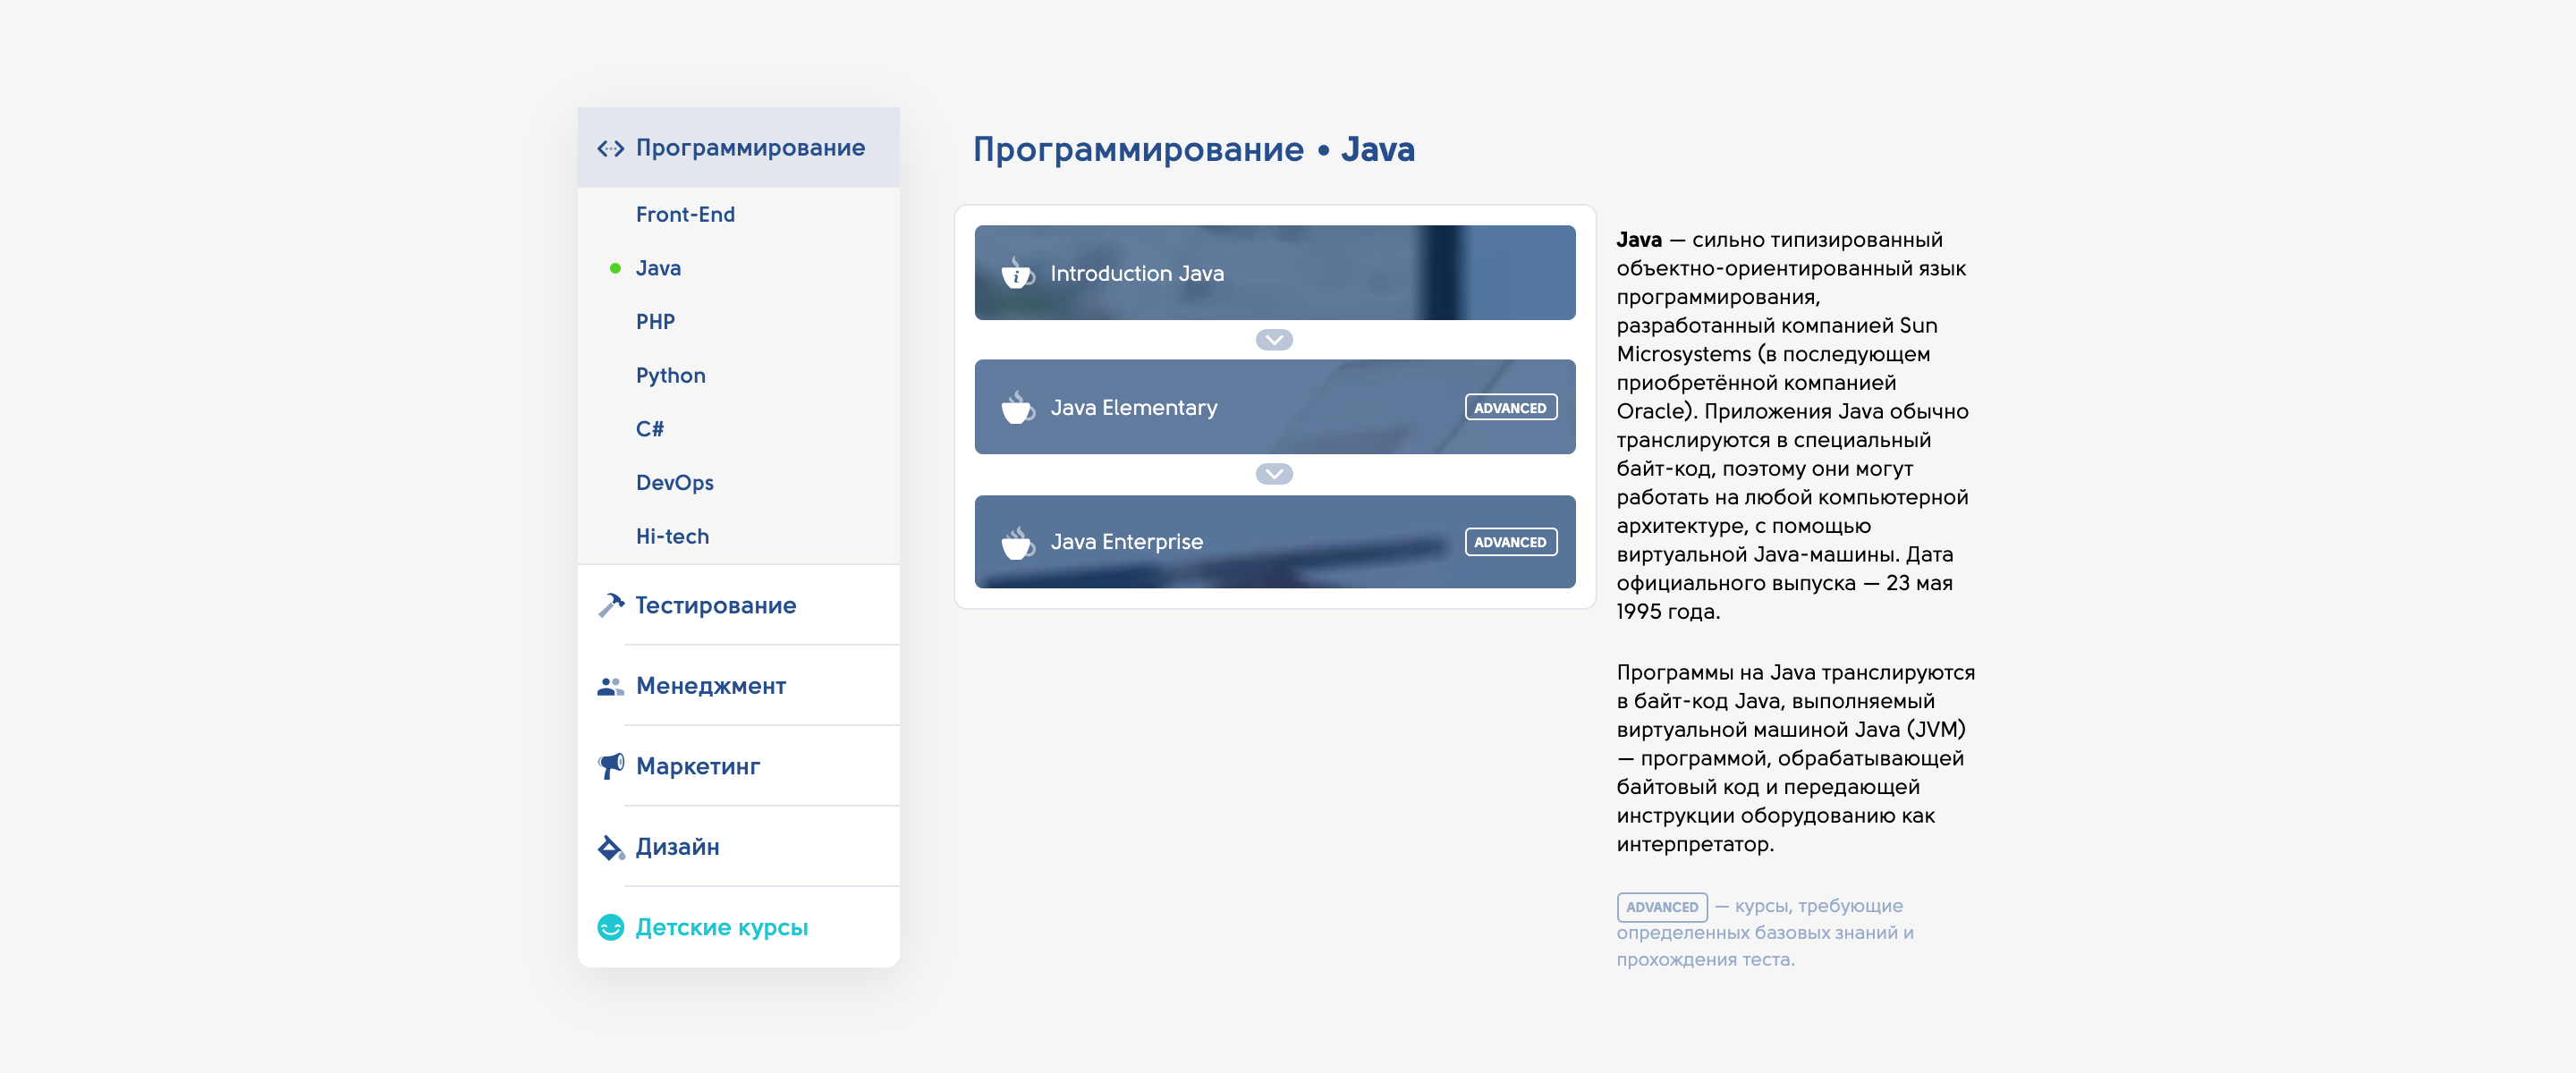 Программирование
Front-End
Java
PHP
Python
C#
DevOps
Hi-tech
Тестирование
Менеджмент
Маркетинг
Дизайн
Детские курсы
Программирование • Java
Introduction Java
Java Elementary
ADVANCED
Java Enterprise
ADVANCED
Java — сильно типизированный
объектно-ориентированный язык
программирования,
разработанный компанией Sun
Microsystems (в последующем
приобретённой компанией
Oracle). Приложения Java обычно
транслируются в специальный
байт-код, поэтому они могут
работать на любой компьютерной
архитектуре, с помощью
виртуальной Java-машины. Дата
официального выпуска — 23 мая
1995 года.
Программы на Java транслируются
в байт-код Java, выполняемый
виртуальной машиной Java (JVM)
— программой, обрабатывающей
байтовый код и передающей
инструкции оборудованию как
интерпретатор.
ADVANCED — курсы, требующие
определенных базовых знаний и
прохождения теста.